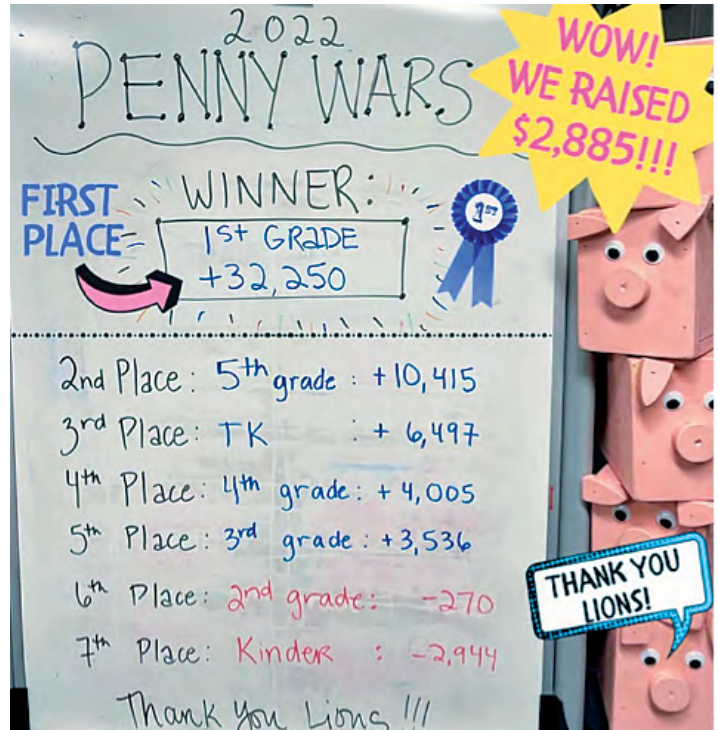 2022
PENNY WARS
WOW!
WE RAISED
$2,885!!!
FIRST
PLACE
WINNER:
1st GRADE
+32,250
1ST
2nd Place: 5th grade: +10,415
3rd Place: TK : + 6,497
4th Place: 4th grade: + 4,005
5th Place: 3rd grade: +3,536
6th Place: 2nd grade: -270
7th Place: Kinder : -2,944
Thank You Lions !!!
THANK YOU
LIONS!